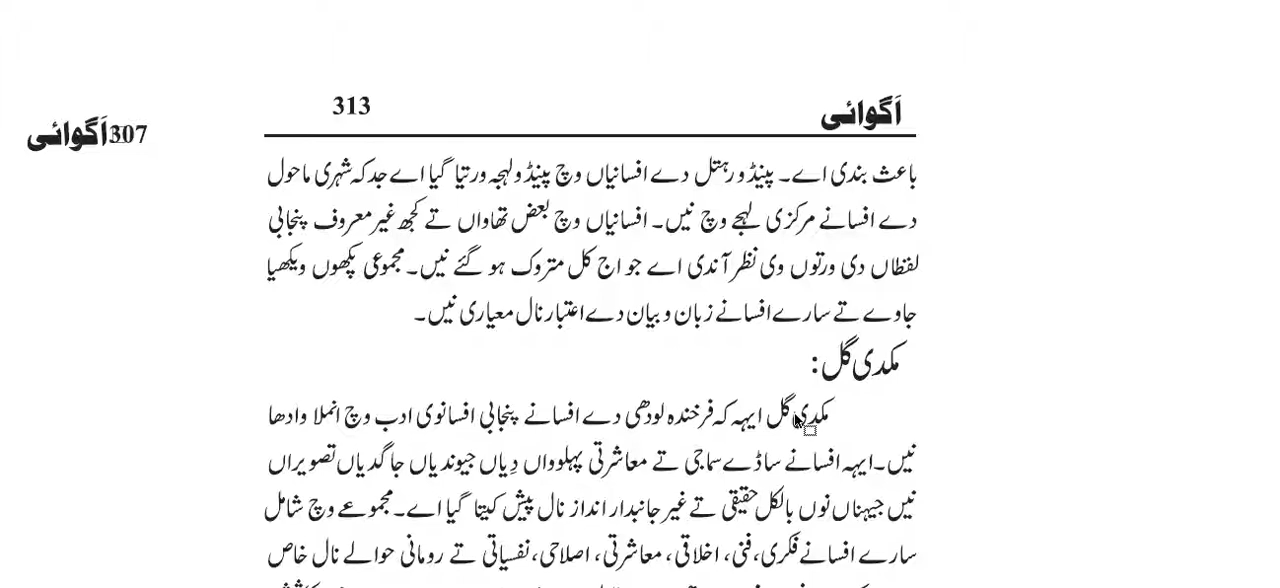 اَگوائی 313
307 اَگوائی
باعث بندی اے۔ پینڈو رہتل دے افسانیاں وچ پینڈو لہجہ ورتیا گیا اے جدکہ شہری ماحول
دے افسانے مرکزی لہجے وچ نیں۔ افسانیاں وچ بعض تھاواں تے کجھ غیر معروف پنجابی
لفظاں دی ورتوں وی نظر آندی اے جو اج کل متروک ہو گئے نیں۔ مجموعی پکھوں ویکھیا
جاوے تے سارے افسانے زبان و بیان دے اعتبار نال معیاری نیں۔
مکدی گل:
مکدی گل ایہہ کہ فرخندہ لودھی دے افسانے پنجابی افسانوی ادب وچ انملا وادھا
نیں۔ ایہہ افسانے ساڈے سماجی تے معاشرتی پہلوواں دِیاں جیوندیاں جاگدیاں تصویراں
نیں جیہناں نوں بالکل حقیقی تے غیر جانبدار انداز نال پیش کیتا گیا اے۔ مجموعے وچ شامل
سارے افسانے فکری، فنی، اخلاقی، معاشرتی، اصلاحی، نفسیاتی تے رومانی حوالے نال خاص